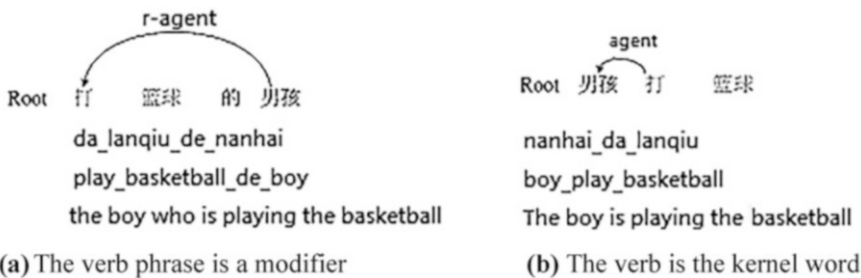 r-agent
Root 打 篮球 的 男孩
da_lanqiu_de_nanhai
play_basketball_de_boy
the boy who is playing the basketball
(a) The verb phrase is a modifier
agent
Root 男孩 打 篮球
nanhai_da_lanqiu
boy_play_basketball
The boy is playing the basketball
(b) The verb is the kernel word